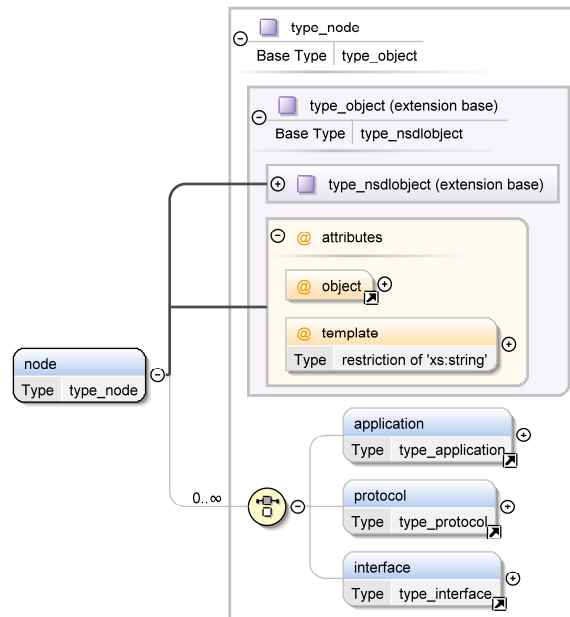 type_node
Base Type type_object
type_object (extension base)
Base Type type_nsdlobject
type_nsdlobject (extension base)
@ attributes
@ object
@ template
Type restriction of 'xs:string'
node
Type type_node
application
Type type_application
0..∞
protocol
Type type_protocol
interface
Type type_interface